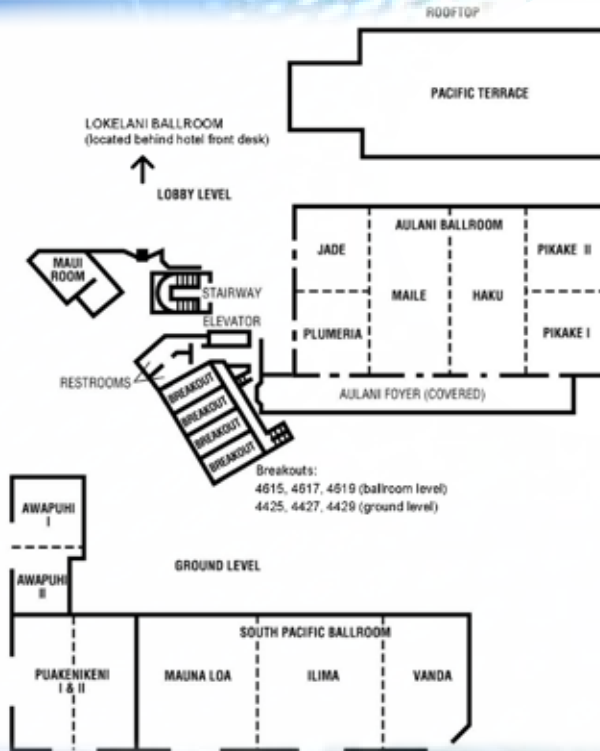 ROOFTOP
PACIFIC TERRACE
LOKELANI BALLROOM
(located behind hotel front desk)
LOBBY LEVEL
AULANI BALLROOM
JADE
PIKAKE II
MAUI
ROOM
MAILE
HAKU
STAIRWAY
ELEVATOR
PLUMERIA
PIKAKE I
RESTROOMS
BREAKOUT
BREAKOUT
BREAKOUT
BREAKOUT
AULANI FOYER (COVERED)
Breakouts:
4615, 4617, 4619 (ballroom level)
4425, 4427, 4429 (ground level)
AWAPUHI
I
AWAPUHI
II
GROUND LEVEL
SOUTH PACIFIC BALLROOM
PUAKENIKENI
I & II
MAUNA LOA
ILIMA
VANDA